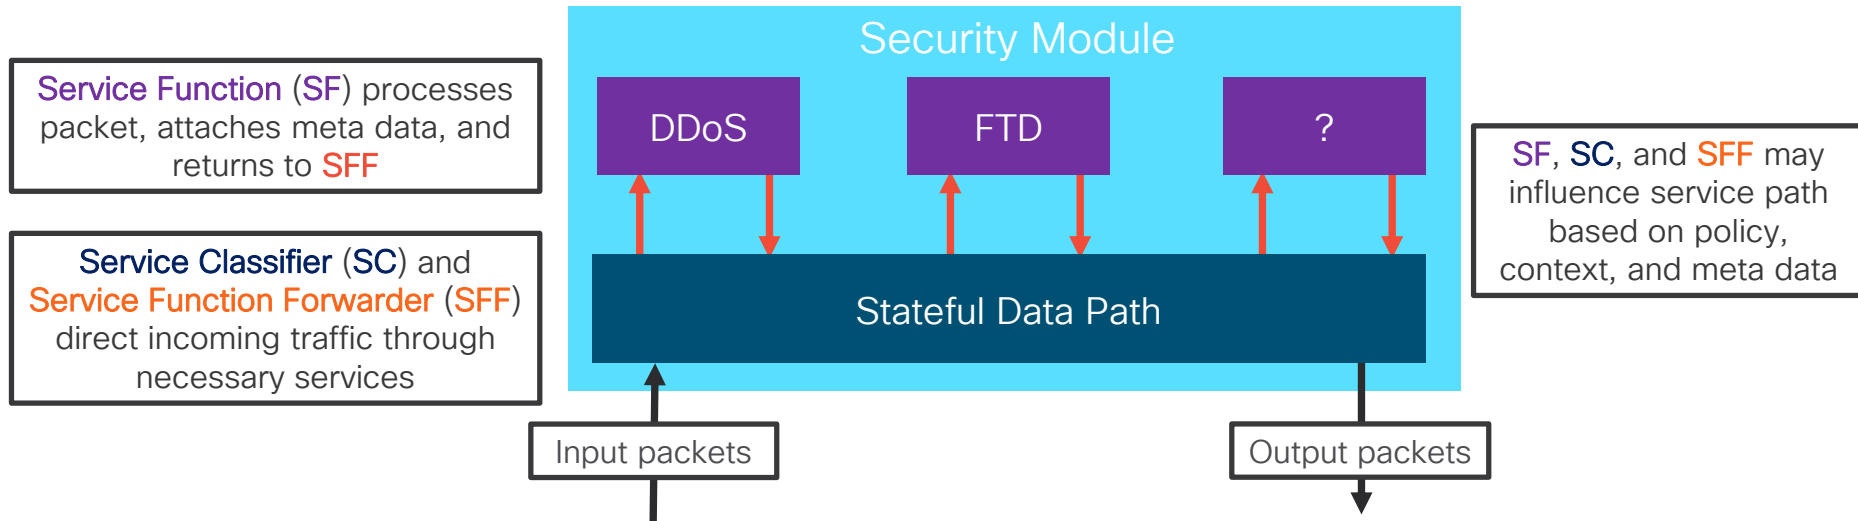 Security Module
Service Function (SF) processes
packet, attaches meta data, and
returns to SFF
DDoS
FTD
?
SF, SC, and SFF may
influence service path
based on policy,
context, and meta data
Service Classifier (SC) and
Service Function Forwarder (SFF)
direct incoming traffic through
necessary services
Stateful Data Path
Input packets
Output packets